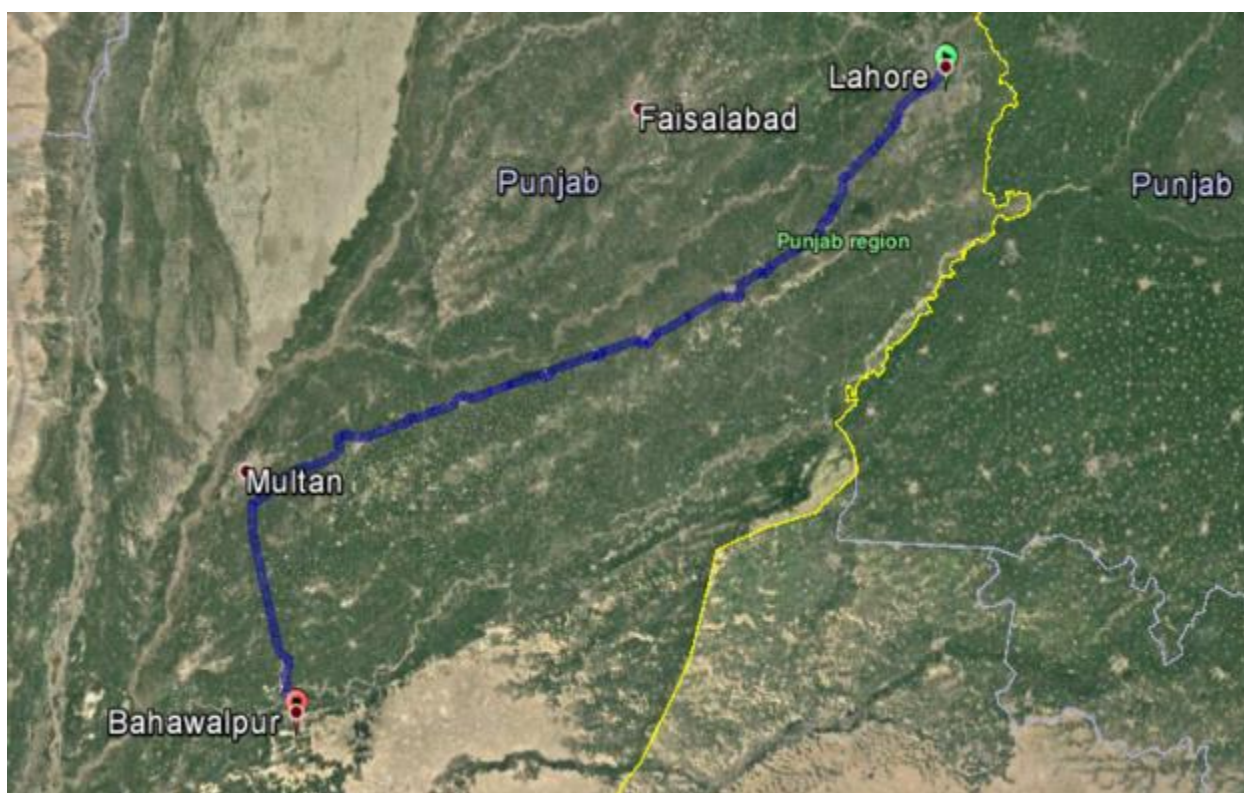 Lahore
Faisalabad
Punjab
Punjab
Punjab region
Multan
Bahawalpur